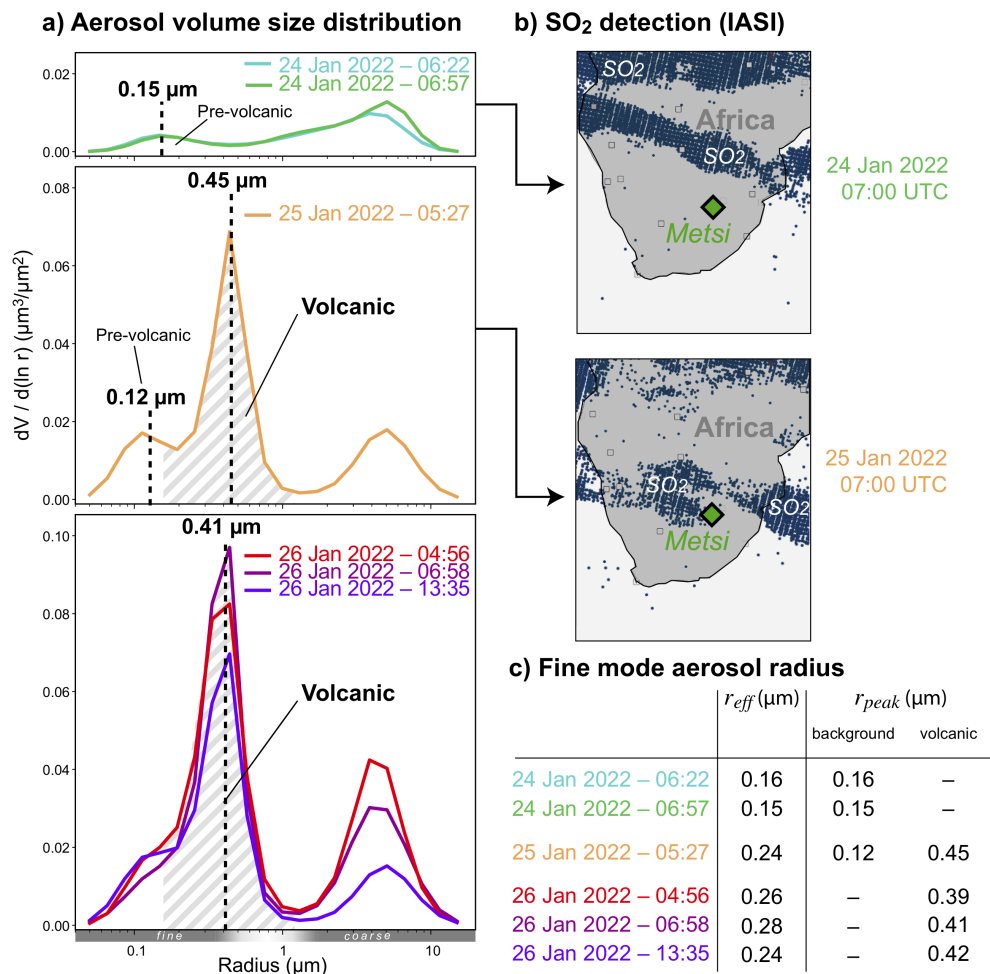 a) Aerosol volume size distribution
24 Jan 2022 – 06:22
24 Jan 2022 – 06:57
0.02
0.15 µm
0.01
Pre-volcanic
0.00
0.45 µm
0.08
25 Jan 2022 – 05:27
0.06
Volcanic
0.04
Pre-volcanic
0.12 µm
0.02
0.00
0.41 µm
0.10
26 Jan 2022 – 04:56
26 Jan 2022 – 06:58
26 Jan 2022 – 13:35
0.08
Volcanic
0.06
0.04
0.02
0.00
fine
coarse
0.1
1
10
Radius (µm)
dV / d(ln r) (µm³/µm²)
b) SO₂ detection (IASI)
SO₂
Africa
SO₂
Metsi
24 Jan 2022
07:00 UTC
Africa
SO₂
SO₂
Metsi
25 Jan 2022
07:00 UTC
c) Fine mode aerosol radius
r_eff (µm) r_peak (µm)
background volcanic
24 Jan 2022 – 06:22 0.16 0.16 –
24 Jan 2022 – 06:57 0.15 0.15 –
25 Jan 2022 – 05:27 0.24 0.12 0.45
26 Jan 2022 – 04:56 0.26 – 0.39
26 Jan 2022 – 06:58 0.28 – 0.41
26 Jan 2022 – 13:35 0.24 – 0.42